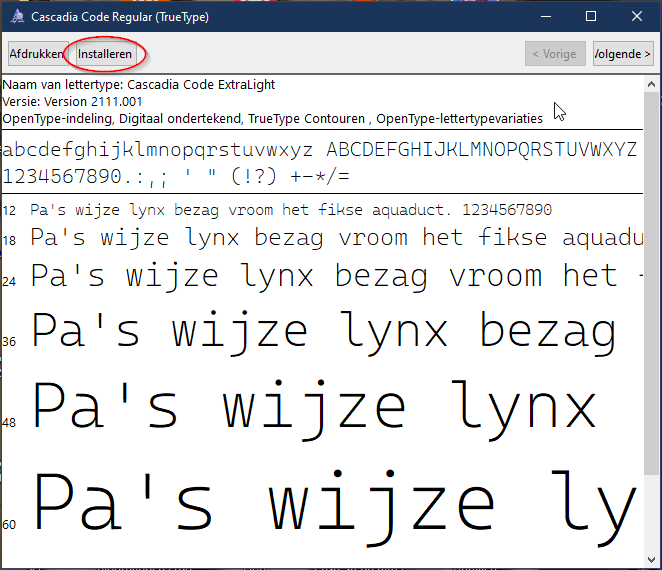 Cascadia Code Regular (TrueType)
Afdrukken Installeren < Vorige Volgende >
Naam van lettertype: Cascadia Code ExtraLight
Versie: Version 2111.001
OpenType-indeling, Digitaal ondertekend, TrueType Contouren , OpenType-lettertypevariaties
abcdefghijklmnopqrstuvwxyz ABCDEFGHIJKLMNOPQRSTUVWXYZ
1234567890.:,; ' " (!?) +-*/=
12 Pa's wijze lynx bezag vroom het fikse aquaduct. 1234567890
18 Pa's wijze lynx bezag vroom het fikse aquadu
24 Pa's wijze lynx bezag vroom het
36 Pa's wijze lynx bezag
48 Pa's wijze lynx
60 Pa's wijze ly